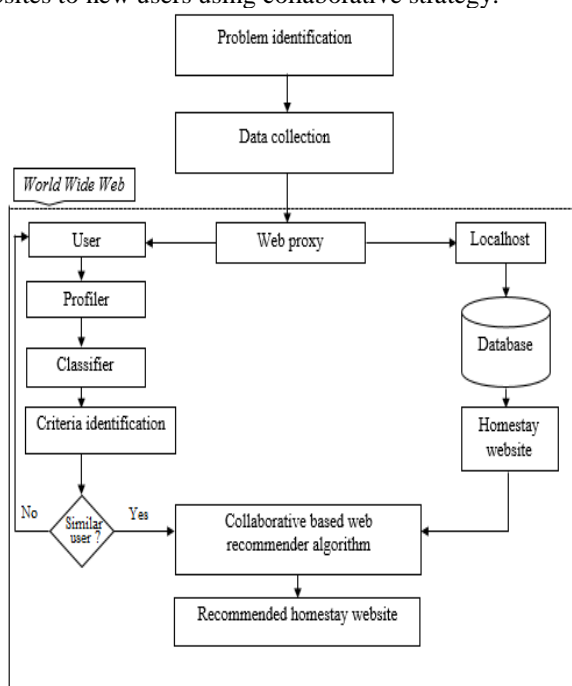 sites to new users using collaborative strategy.
Problem identification
Data collection
World Wide Web
User
Web proxy
Localhost
Profiler
Database
Classifier
Criteria identification
Homestay
website
No
Similar
user ?
Yes
Collaborative based web
recommender algorithm
Recommended homestay website